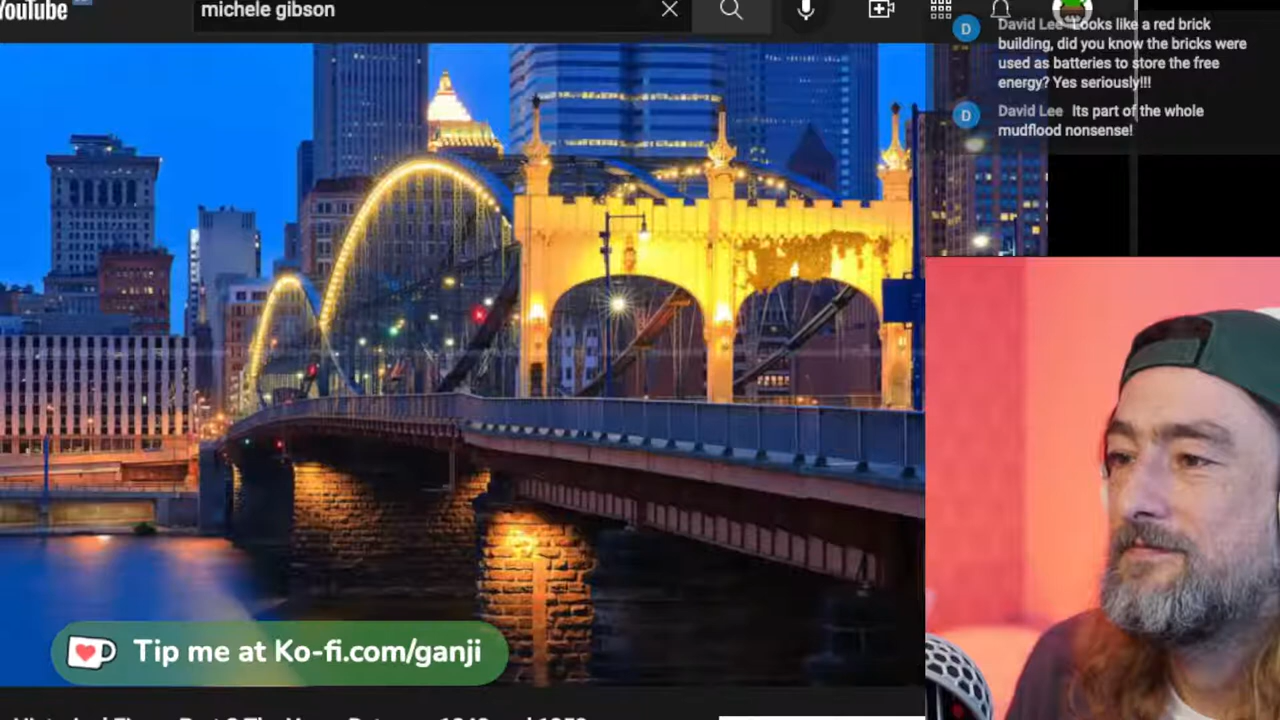 YouTube
michele gibson
David Lee Looks like a red brick
building, did you know the bricks were
used as batteries to store the free
energy? Yes seriously!!!
D
David Lee Its part of the whole
D
mudflood nonsense!
Tip me at Ko-fi.com/ganji